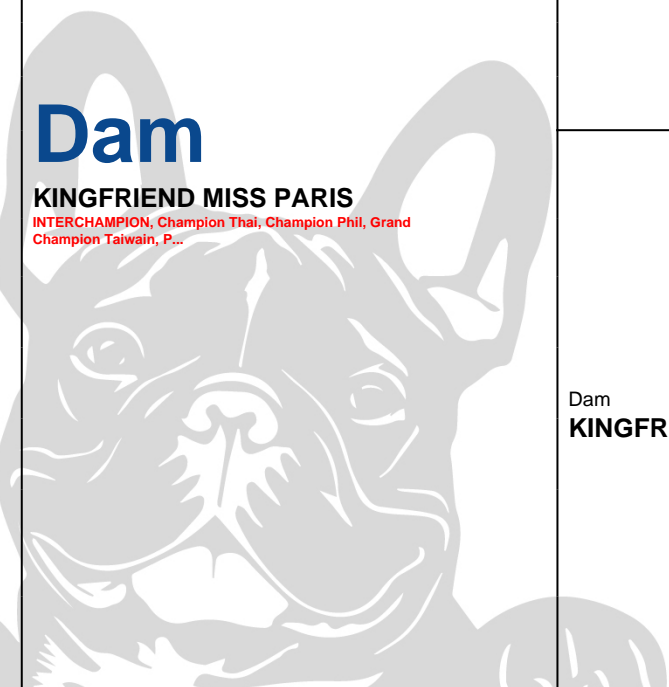 Dam
KINGFRIEND MISS PARIS
INTERCHAMPION, Champion Thai, Champion Phil, Grand
Champion Taiwain, P...
Dam
KINGFR